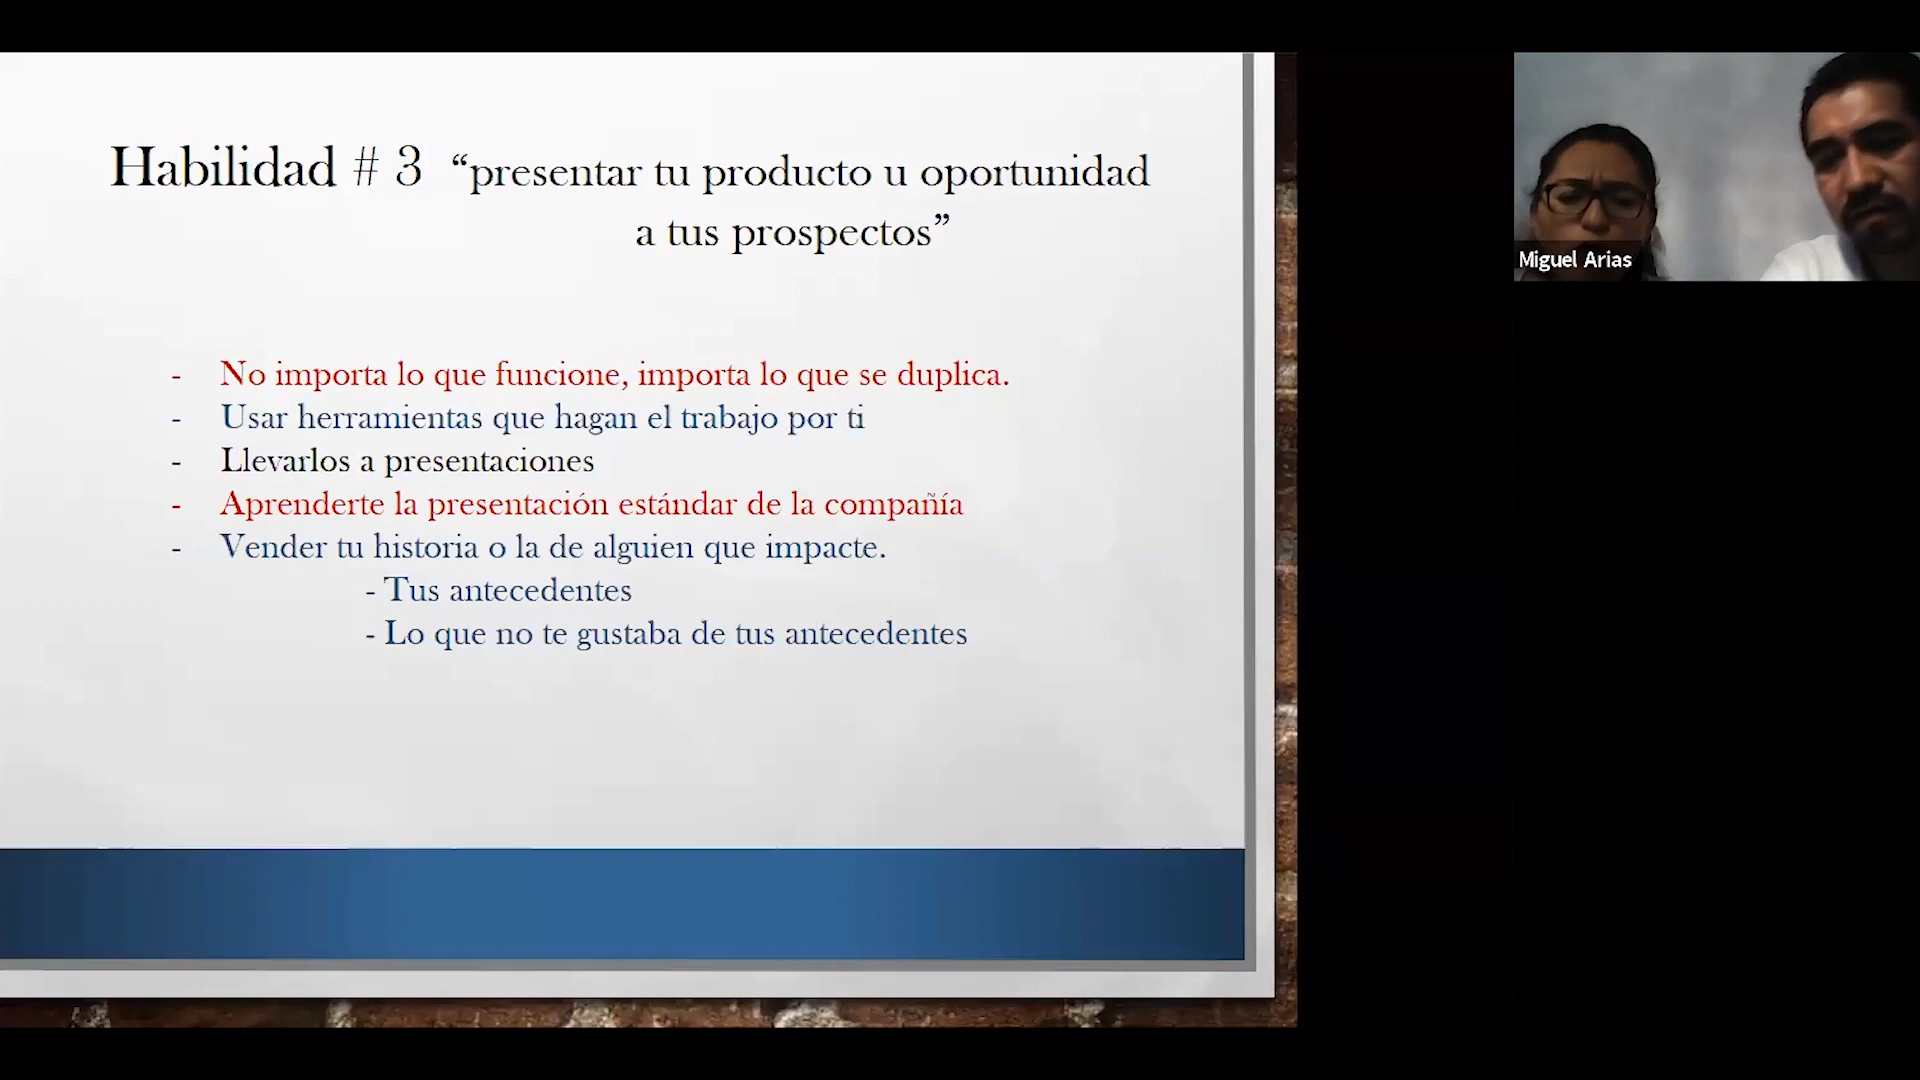 Habilidad # 3 “presentar tu producto u oportunidad
a tus prospectos”
- No importa lo que funcione, importa lo que se duplica.
- Usar herramientas que hagan el trabajo por ti
- Llevarlos a presentaciones
- Aprenderte la presentación estándar de la compañía
- Vender tu historia o la de alguien que impacte.
- Tus antecedentes
- Lo que no te gustaba de tus antecedentes
Miguel Arias